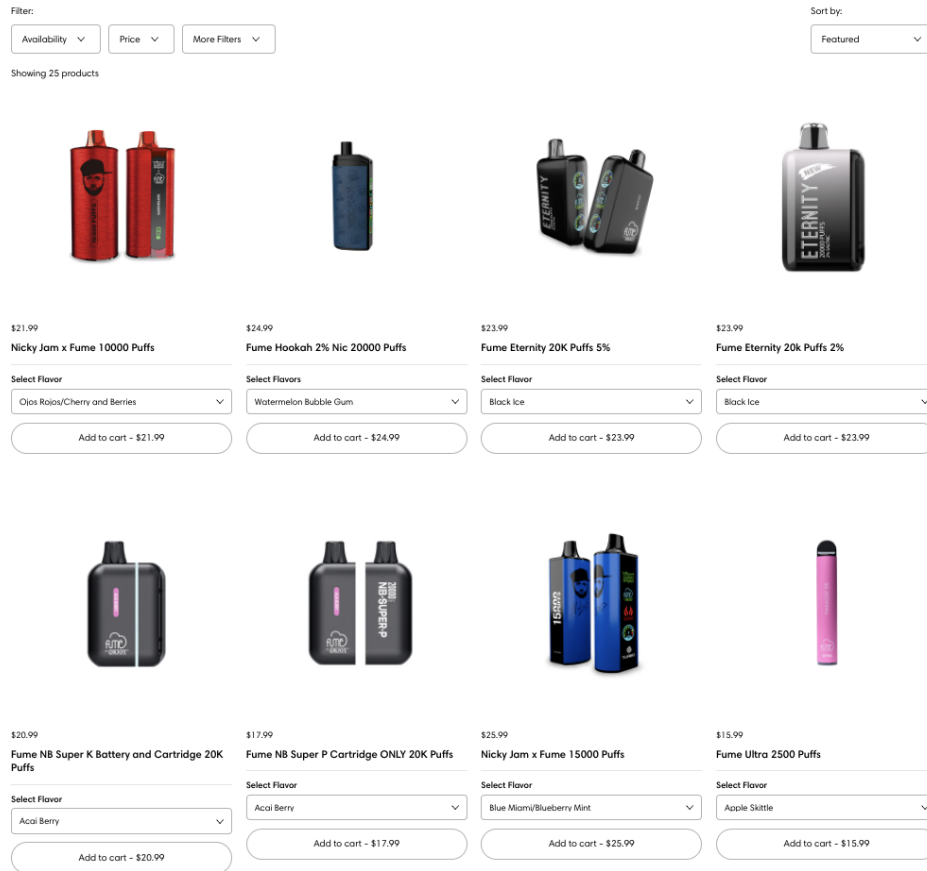 Filter:
Sort by:
Availability
Price
More Filters
Featured
Showing 25 products
ETERNITY
FUME
NEW
ETERNITY
20000 PUFFS
$21.99
$24.99
$23.99
$23.99
Nicky Jam x Fume 10000 Puffs
Fume Hookah 2% Nic 20000 Puffs
Fume Eternity 20K Puffs 5%
Fume Eternity 20k Puffs 2%
Select Flavor
Select Flavors
Select Flavor
Select Flavor
Ojos Rojos/Cherry and Berries
Watermelon Bubble Gum
Black Ice
Black Ice
Add to cart - $21.99
Add to cart - $24.99
Add to cart - $23.99
Add to cart - $23.99
FUME
FUME
20000
NB-SUPER-P
15000
$20.99
$17.99
$25.99
$15.99
Fume NB Super K Battery and Cartridge 20K
Puffs
Fume NB Super P Cartridge ONLY 20K Puffs
Nicky Jam x Fume 15000 Puffs
Fume Ultra 2500 Puffs
Select Flavor
Select Flavor
Select Flavor
Select Flavor
Acai Berry
Acai Berry
Blue Miami/Blueberry Mint
Apple Skittle
Add to cart - $20.99
Add to cart - $17.99
Add to cart - $25.99
Add to cart - $15.99